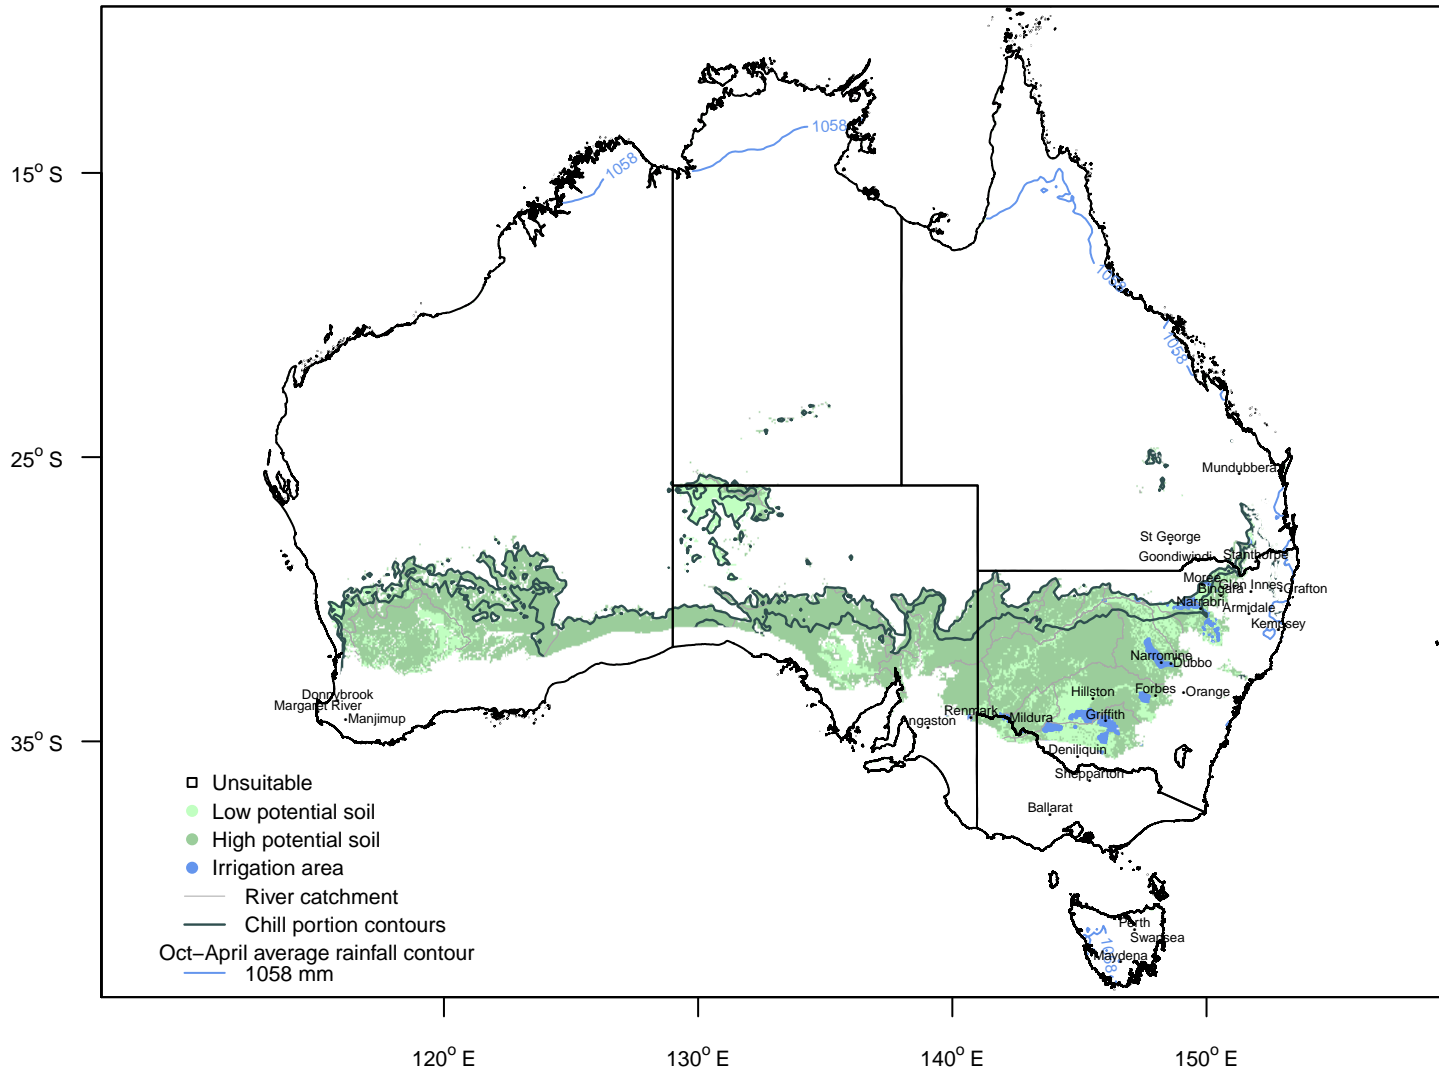 1058
15° S
1058
1058
1058
25° S
Mundubbera
St George
Goondiwindi
Stanthorpe
Moree
Glen Innes
Bingara
Grafton
Narrabri
Armidale
Kempsey
Narromine
Dubbo
Donnybrook
Margaret River
Manjimup
Hillston
Forbes
Orange
Renmark
Mildura
Griffith
Angaston
35° S
Deniliquin
Shepparton
Ballarat
Unsuitable
Low potential soil
High potential soil
Irrigation area
River catchment
Chill portion contours
Oct−April average rainfall contour
1058 mm
Perth
Swansea
1058
Maydena
120° E
130° E
140° E
150° E